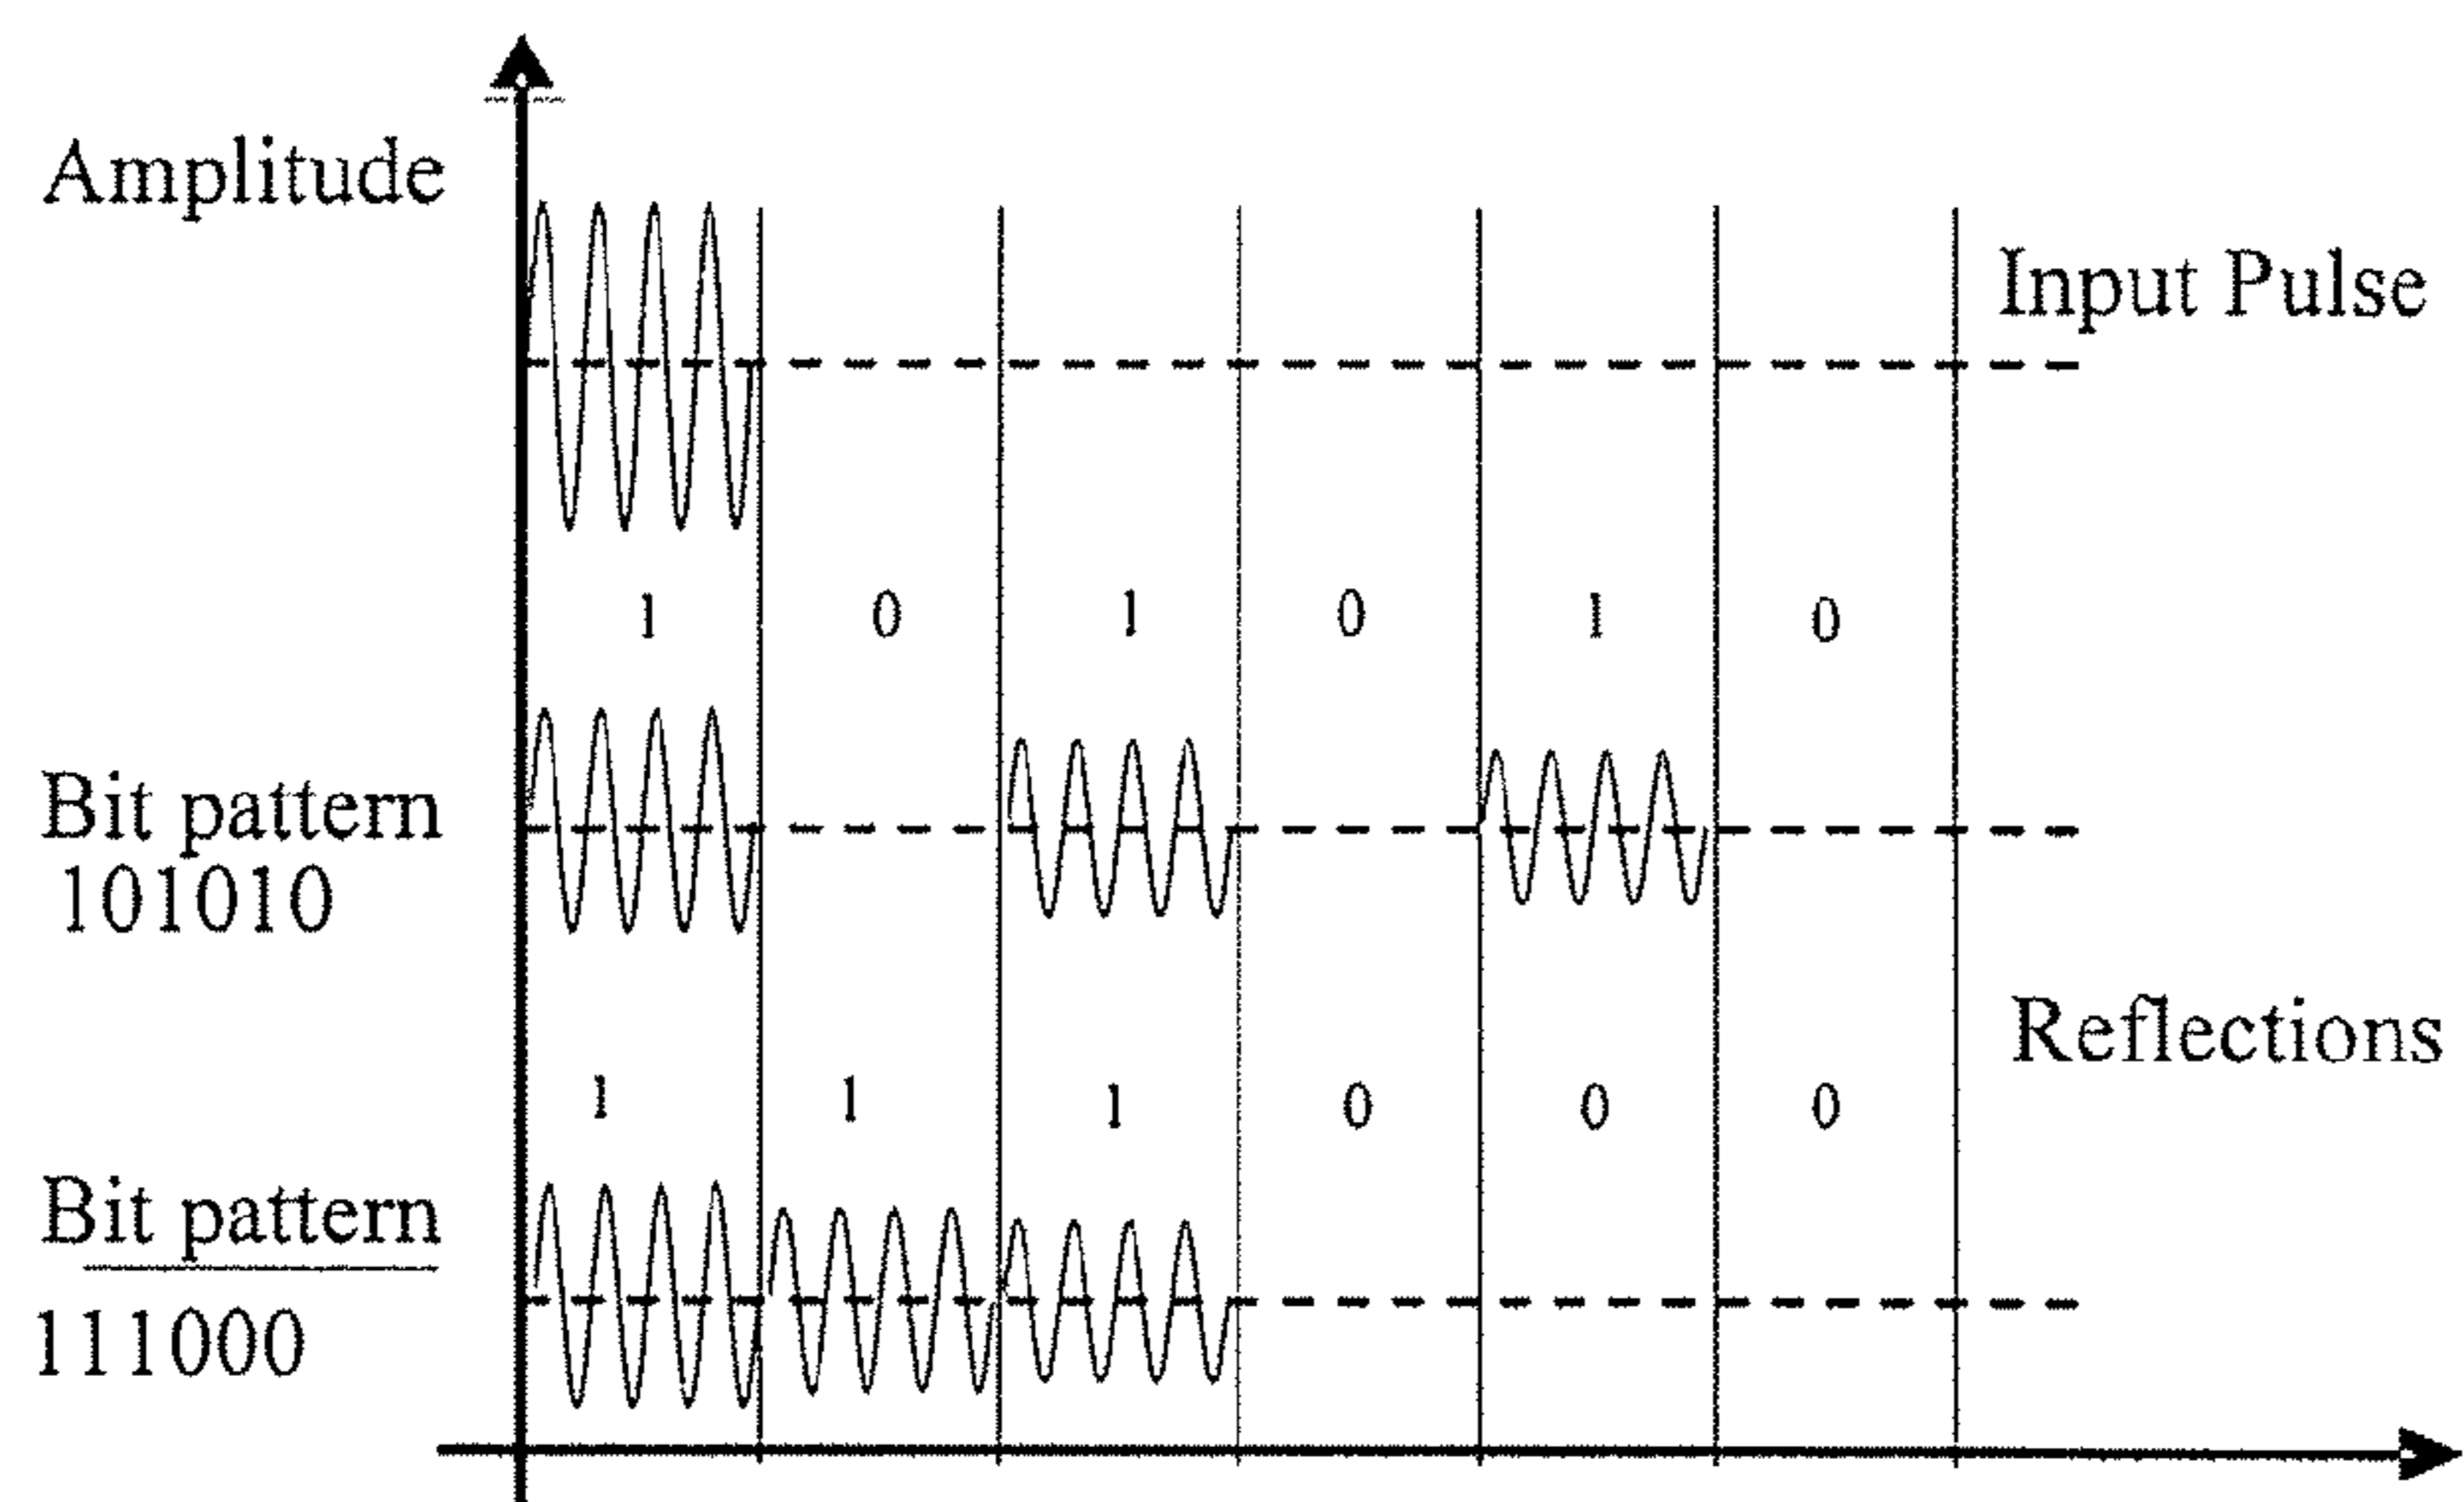 Amplitude
Input Pulse
1 0 1 0 1 0
Bit pattern
101010
Reflections
1 1 1 0 0 0
Bit pattern
111000